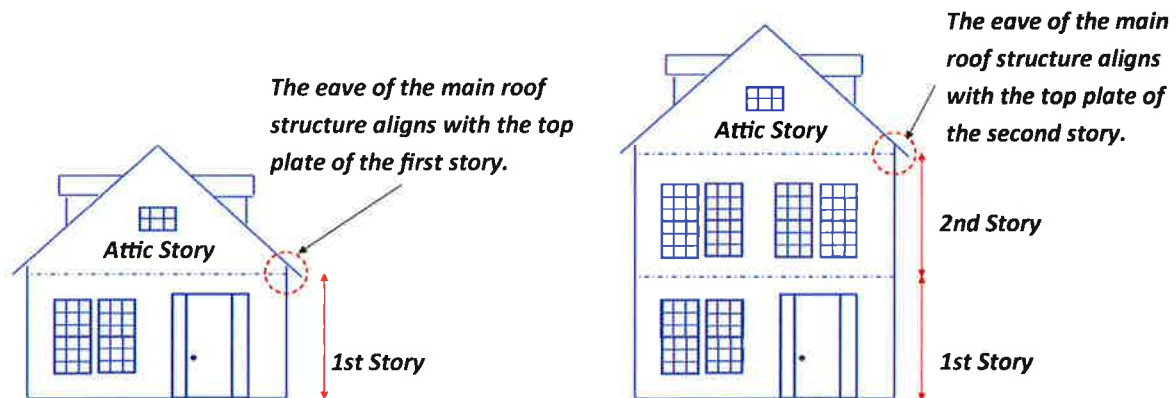 The eave of the main roof
structure aligns with the top
plate of the first story.
Attic Story
1st Story
The eave of the main
roof structure aligns
with the top plate of
the second story.
Attic Story
2nd Story
1st Story